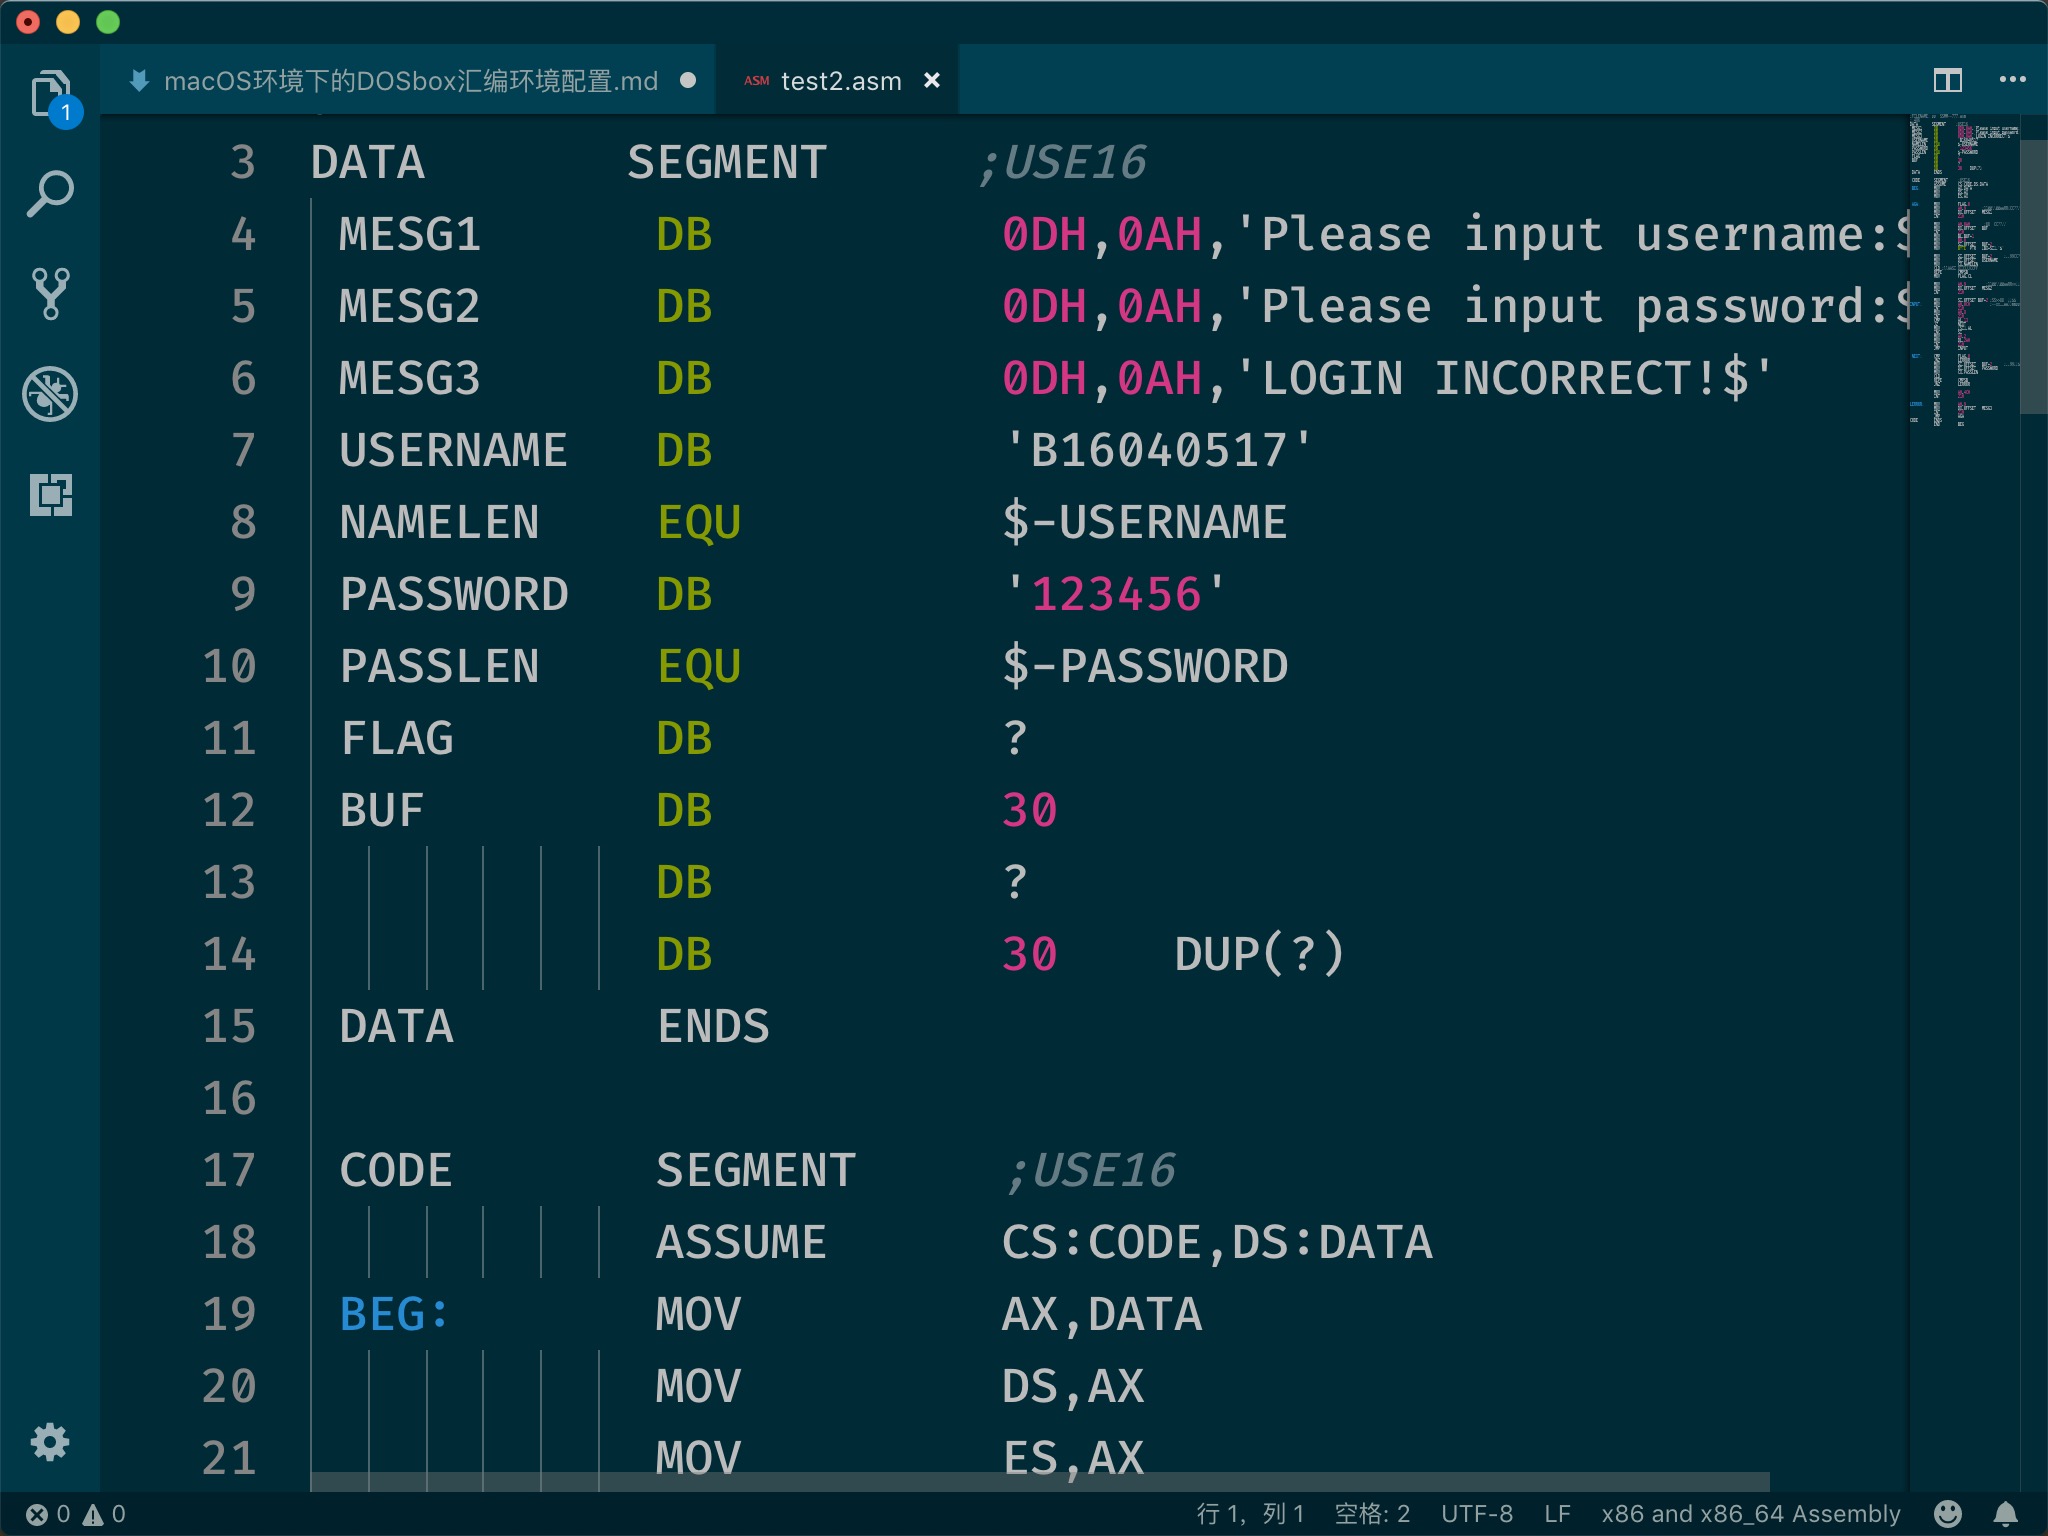 macOS环境下的DOSbox汇编环境配置.md
ASM test2.asm
1
3 DATA SEGMENT ;USE16
4 MESG1 DB 0DH,0AH,'Please input username:$
5 MESG2 DB 0DH,0AH,'Please input password:$
6 MESG3 DB 0DH,0AH,'LOGIN INCORRECT!$'
7 USERNAME DB 'B16040517'
8 NAMELEN EQU $-USERNAME
9 PASSWORD DB '123456'
10 PASSLEN EQU $-PASSWORD
11 FLAG DB ?
12 BUF DB 30
13 DB ?
14 DB 30 DUP(?)
15 DATA ENDS
16
17 CODE SEGMENT ;USE16
18 ASSUME CS:CODE,DS:DATA
19 BEG: MOV AX,DATA
20 MOV DS,AX
21 MOV ES,AX
0 0 行 1，列 1 空格: 2 UTF-8 LF x86 and x86_64 Assembly